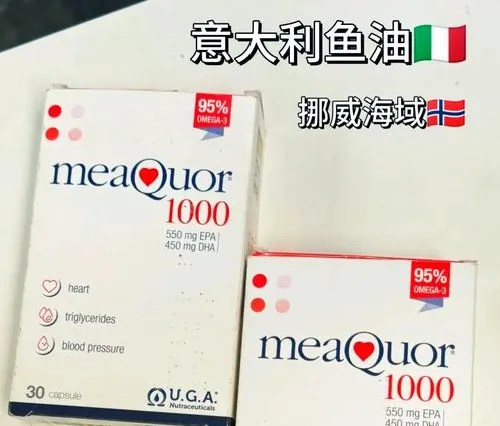 意大利鱼油🇮🇹
挪威海域🇳🇴
95%
OMEGA-3
meaQuor®
1000
550 mg EPA
450 mg DHA
heart
triglycerides
blood pressure
30 capsule
U.G.A.
Nutraceuticals
95%
OMEGA-3
meaQuor®
1000
550 mg EPA
450 mg DHA